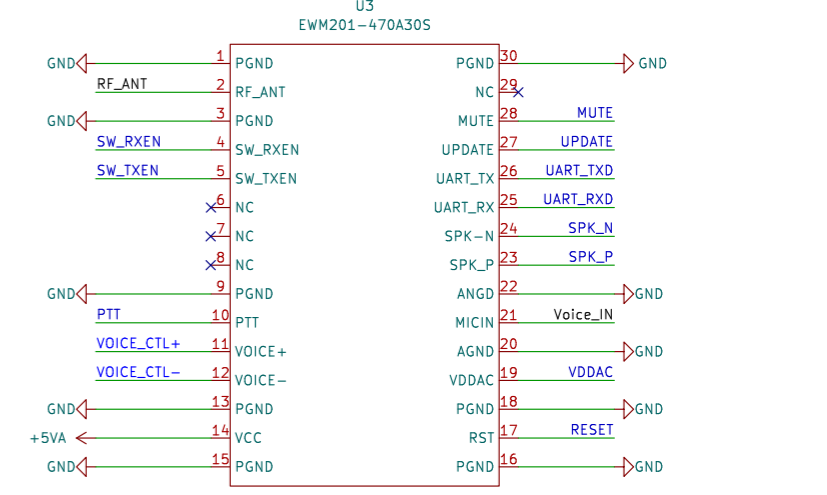 U3
EWM201-470A30S
GND 1 PGND PGND 30 GND
RF_ANT 2 RF_ANT NC 29
GND 3 PGND MUTE 28 MUTE
SW_RXEN 4 SW_RXEN UPDATE 27 UPDATE
SW_TXEN 5 SW_TXEN UART_TX 26 UART_TXD
6 NC UART_RX 25 UART_RXD
7 NC SPK-N 24 SPK_N
8 NC SPK_P 23 SPK_P
GND 9 PGND ANGD 22 GND
PTT 10 PTT MICIN 21 Voice_IN
VOICE_CTL+ 11 VOICE+ AGND 20 GND
VOICE_CTL- 12 VOICE- VDDAC 19 VDDAC
GND 13 PGND PGND 18 GND
+5VA 14 VCC RST 17 RESET
GND 15 PGND PGND 16 GND